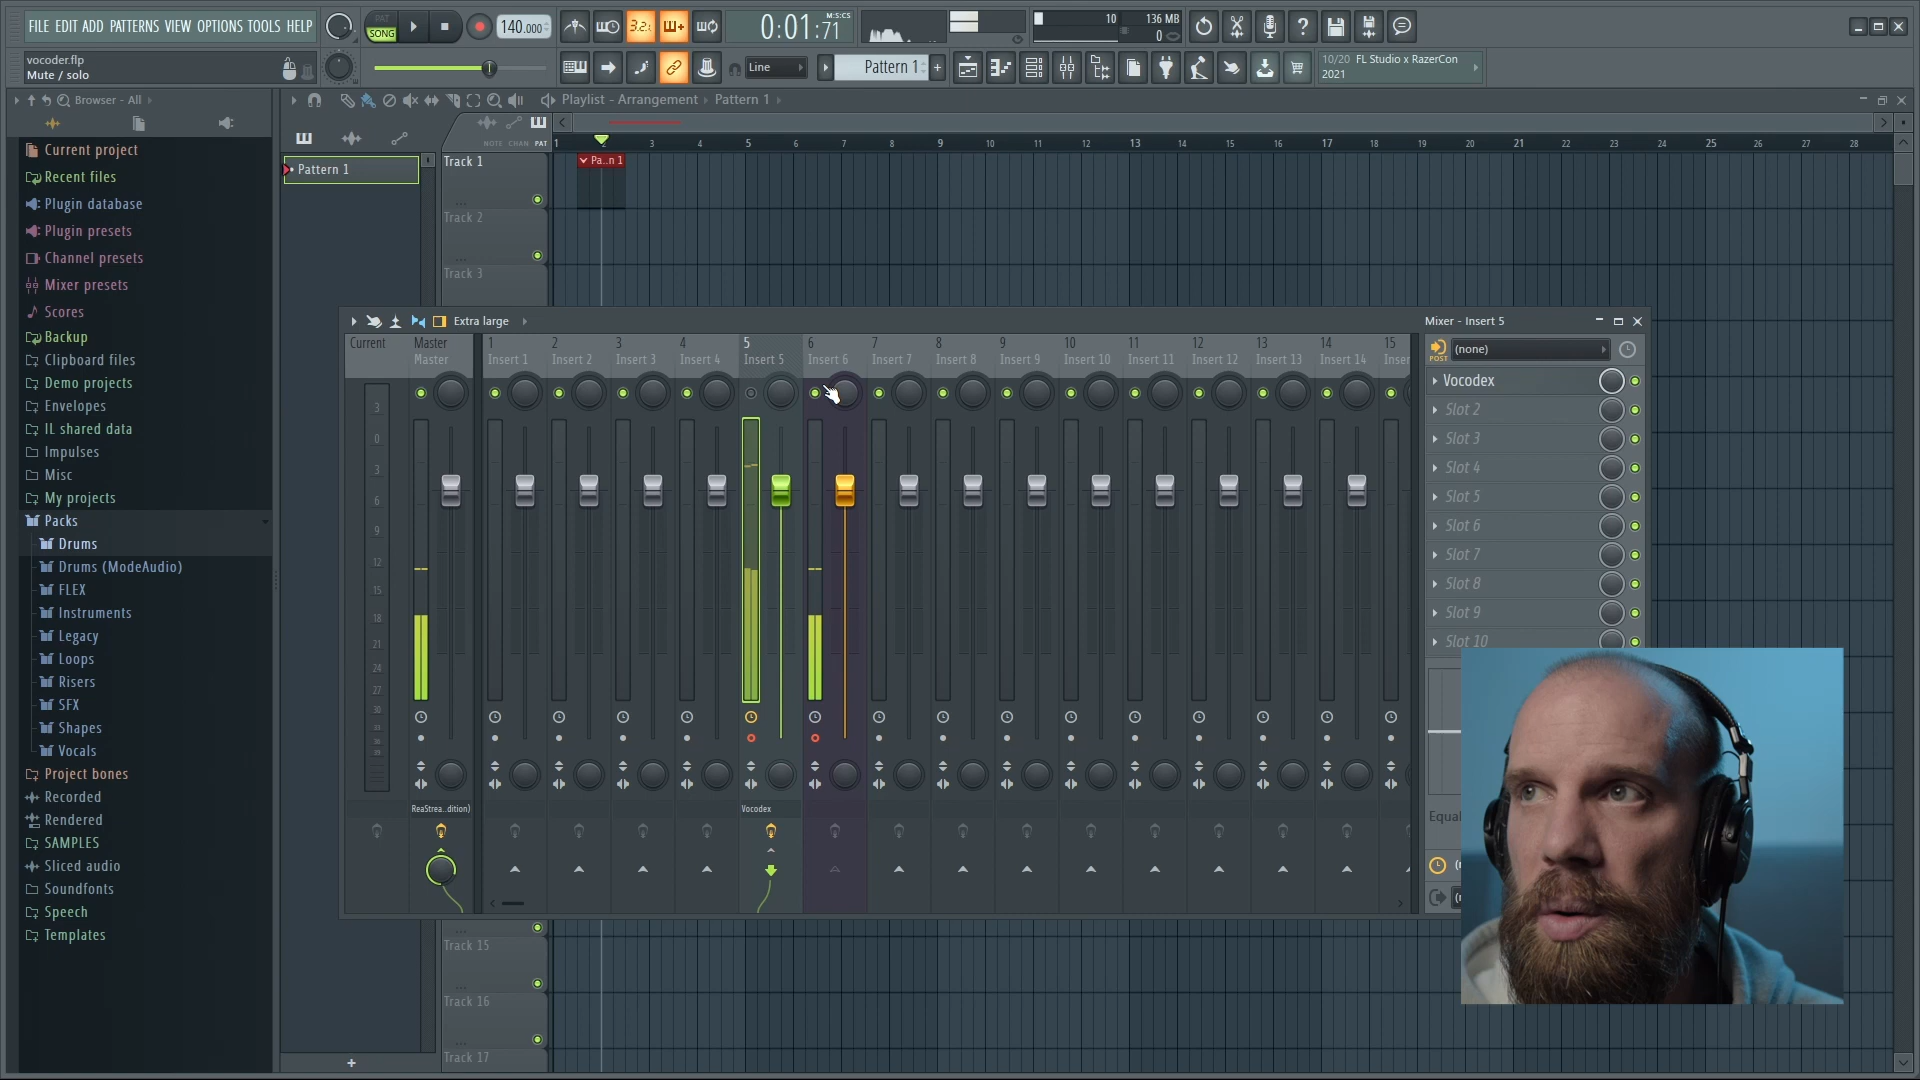 FILE EDIT ADD PATTERNS VIEW OPTIONS TOOLS HELP
PAT
SONG
140.000
3.2
M:S:CS
0:01:71
10
136 MB
0
vocoder.flp
Mute / solo
Line
Pattern 1
+
10/20 FL Studio x RazerCon
2021
Browser - All
Playlist - Arrangement
Pattern 1
NOTE CHAN PAT
1 3 4 5 6 7 8 9 10 11 12 13 14 15 16 17 18 19 20 21 22 23 24 25 26 27 28
Current project
Recent files
Plugin database
Plugin presets
Channel presets
Mixer presets
Scores
Backup
Clipboard files
Demo projects
Envelopes
IL shared data
Impulses
Misc
My projects
Packs
Drums
Drums (ModeAudio)
FLEX
Instruments
Legacy
Loops
Risers
SFX
Shapes
Vocals
Project bones
Recorded
Rendered
SAMPLES
Sliced audio
Soundfonts
Speech
Templates
Pattern 1
+
Track 1
Pa..n 1
Track 2
Track 3
Extra large
Mixer - Insert 5
Current
Master
Master
1 2 3 4 5 6 7 8 9 10 11 12 13 14 15
Insert 1 Insert 2 Insert 3 Insert 4 Insert 5 Insert 6 Insert 7 Insert 8 Insert 9 Insert 10 Insert 11 Insert 12 Insert 13 Insert 14 Inser
3
0
3
6
9
12
15
18
21
24
27
30
ReaStrea..dition)
Vocodex
POST
(none)
Vocodex
Slot 2
Slot 3
Slot 4
Slot 5
Slot 6
Slot 7
Slot 8
Slot 9
Slot 10
Equal
Track 15
Track 16
Track 17